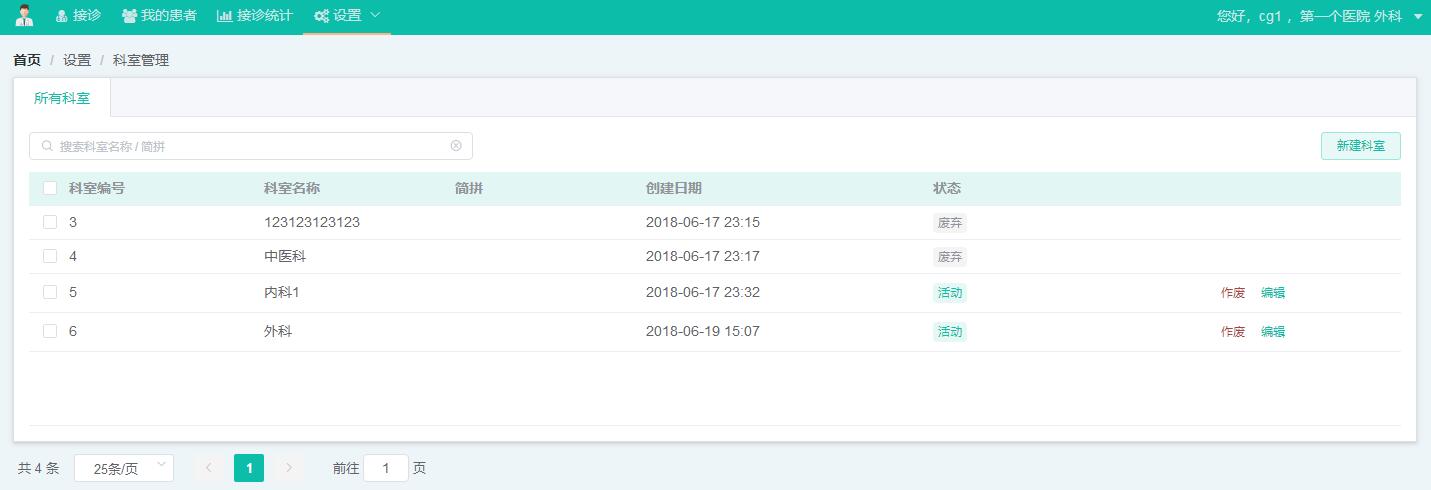 接诊 我的患者 接诊统计 设置 您好，cg1 ，第一个医院 外科
首页 / 设置 / 科室管理
所有科室
搜索科室名称 / 简拼 新建科室
科室编号 科室名称 简拼 创建日期 状态
3 123123123123 2018-06-17 23:15 废弃
4 中医科 2018-06-17 23:17 废弃
5 内科1 2018-06-17 23:32 活动 作废 编辑
6 外科 2018-06-19 15:07 活动 作废 编辑
共 4 条 25条/页 1 前往 1 页